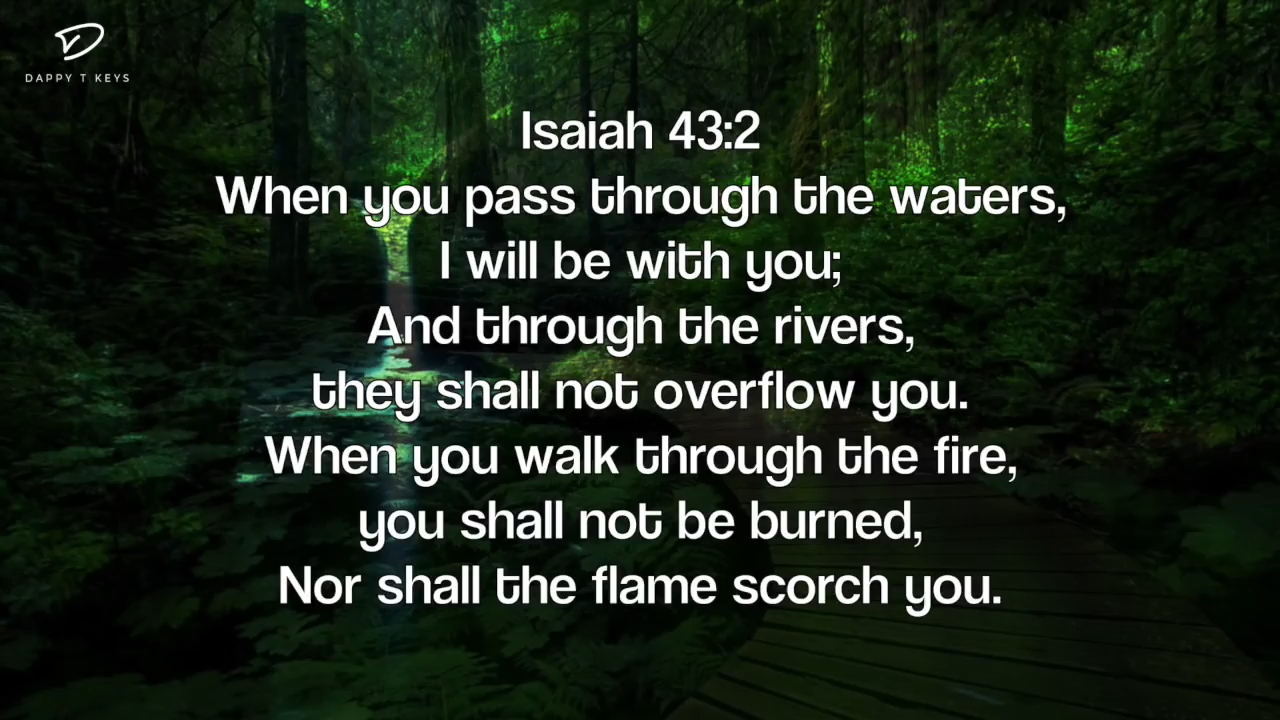 DAPPY T KEYS
Isaiah 43:2
When you pass through the waters,
I will be with you;
And through the rivers,
they shall not overflow you.
When you walk through the fire,
you shall not be burned,
Nor shall the flame scorch you.